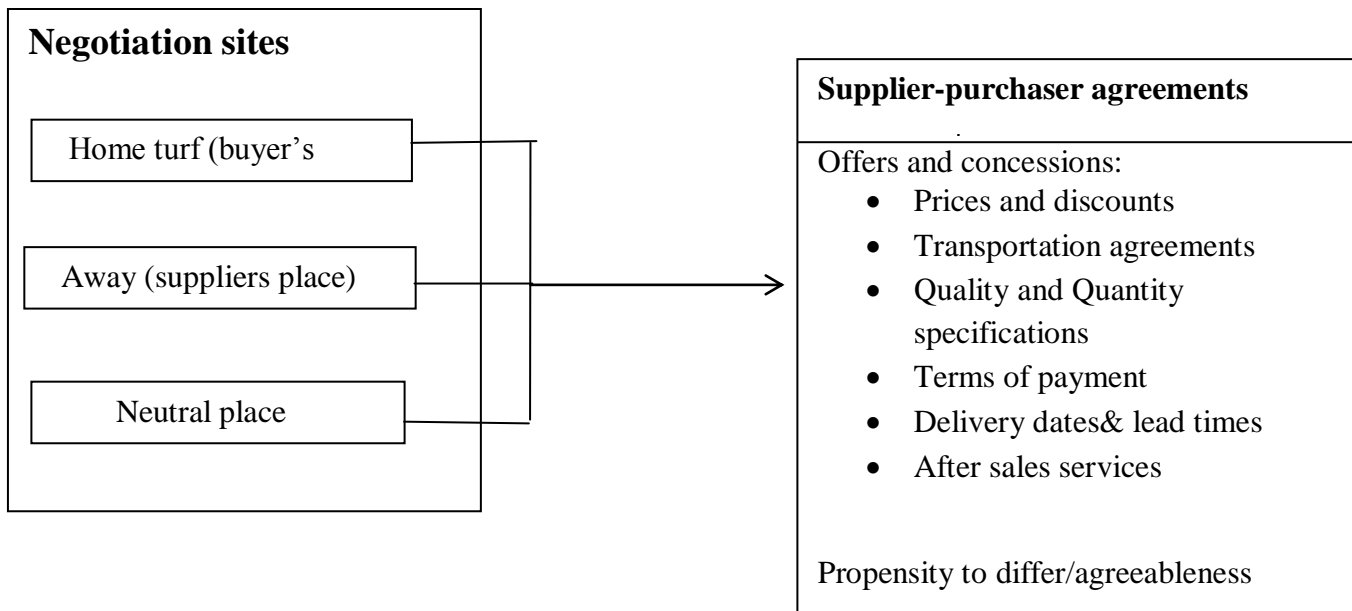 Negotiation sites
Home turf (buyer’s
Away (suppliers place)
Neutral place
Supplier-purchaser agreements
.
Offers and concessions:
• Prices and discounts
• Transportation agreements
• Quality and Quantity
specifications
• Terms of payment
• Delivery dates& lead times
• After sales services
Propensity to differ/agreeableness